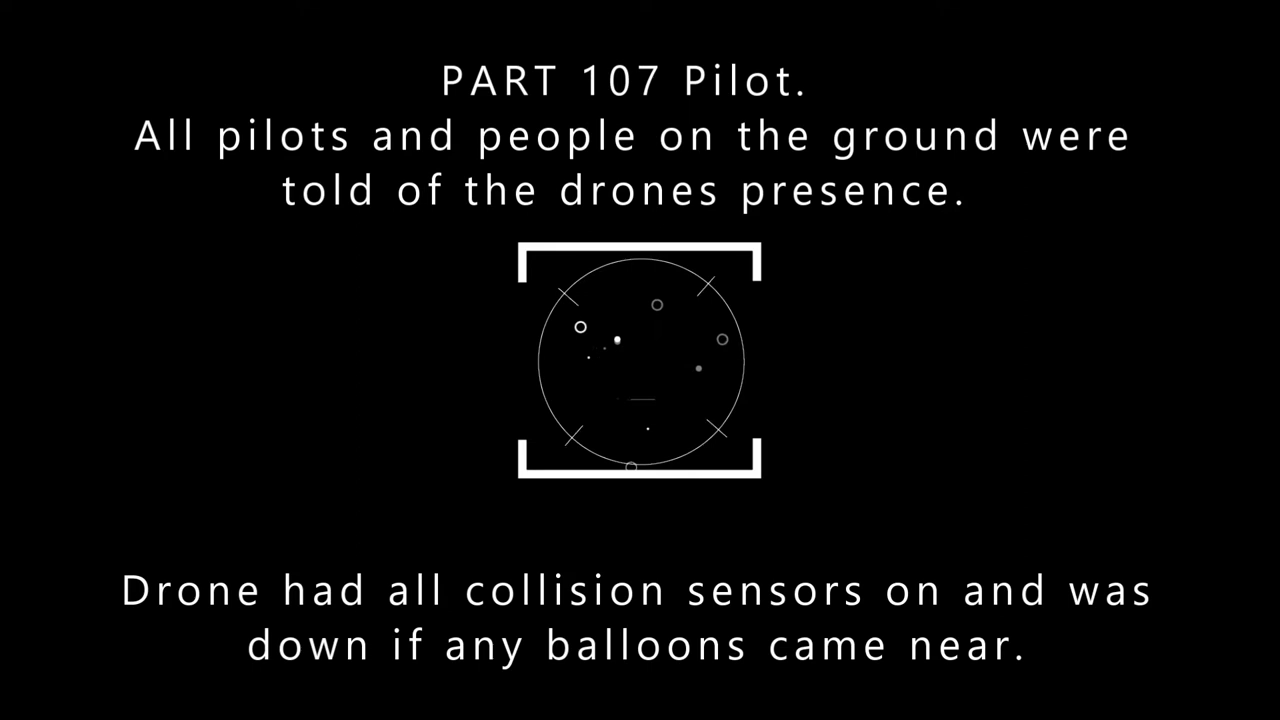 PART 107 Pilot.
All pilots and people on the ground were
told of the drones presence.
Drone had all collision sensors on and was
down if any balloons came near.